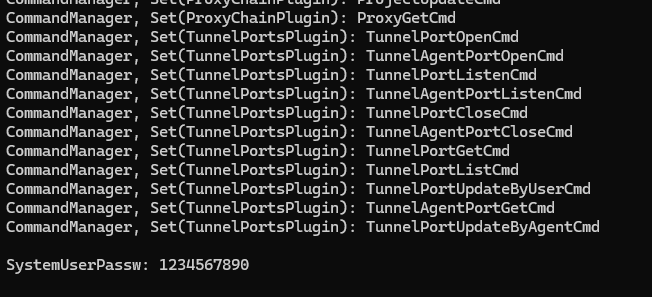 CommandManager, Set(ProxyChainPlugin): ProjectUpdateCmd
CommandManager, Set(ProxyChainPlugin): ProxyGetCmd
CommandManager, Set(TunnelPortsPlugin): TunnelPortOpenCmd
CommandManager, Set(TunnelPortsPlugin): TunnelAgentPortOpenCmd
CommandManager, Set(TunnelPortsPlugin): TunnelPortListenCmd
CommandManager, Set(TunnelPortsPlugin): TunnelAgentPortListenCmd
CommandManager, Set(TunnelPortsPlugin): TunnelPortCloseCmd
CommandManager, Set(TunnelPortsPlugin): TunnelAgentPortCloseCmd
CommandManager, Set(TunnelPortsPlugin): TunnelPortGetCmd
CommandManager, Set(TunnelPortsPlugin): TunnelPortListCmd
CommandManager, Set(TunnelPortsPlugin): TunnelPortUpdateByUserCmd
CommandManager, Set(TunnelPortsPlugin): TunnelAgentPortGetCmd
CommandManager, Set(TunnelPortsPlugin): TunnelPortUpdateByAgentCmd
SystemUserPassw: 1234567890